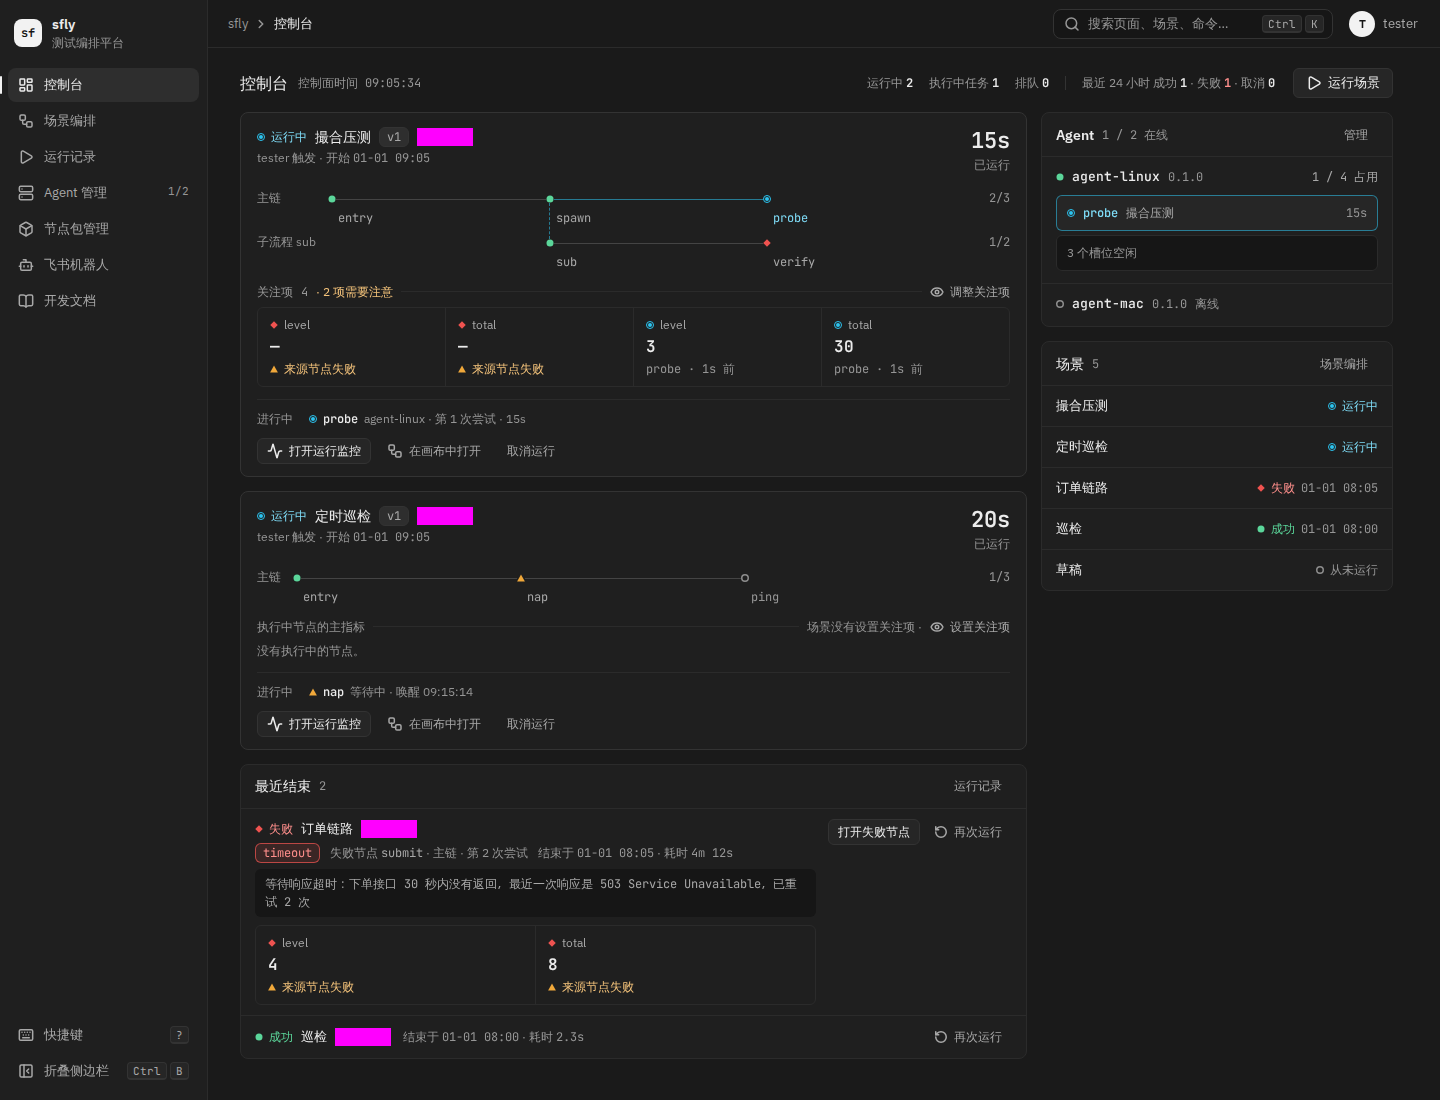 sf
sfly
测试编排平台
控制台
场景编排
运行记录
Agent 管理 1/2
节点包管理
飞书机器人
开发文档
快捷键 ?
折叠侧边栏 Ctrl B
sfly 控制台
搜索页面、场景、命令... Ctrl K
T tester
控制台 控制面时间 09:05:34
运行中 2 执行中任务 1 排队 0 最近 24 小时 成功 1 · 失败 1 · 取消 0
运行场景
运行中 撮合压测 v1
15s
tester 触发 · 开始 01-01 09:05
已运行
主链 2/3
entry spawn probe
子流程 sub 1/2
sub verify
关注项 4 · 2 项需要注意 调整关注项
level total level total
— — 3 30
来源节点失败 来源节点失败 probe · 1s 前 probe · 1s 前
进行中 probe agent-linux · 第 1 次尝试 · 15s
打开运行监控 在画布中打开 取消运行
运行中 定时巡检 v1
20s
tester 触发 · 开始 01-01 09:05
已运行
主链 1/3
entry nap ping
执行中节点的主指标 场景没有设置关注项 · 设置关注项
没有执行中的节点。
进行中 nap 等待中 · 唤醒 09:15:14
打开运行监控 在画布中打开 取消运行
最近结束 2 运行记录
失败 订单链路
打开失败节点 再次运行
timeout 失败节点 submit · 主链 · 第 2 次尝试 结束于 01-01 08:05 · 耗时 4m 12s
等待响应超时：下单接口 30 秒内没有返回，最近一次响应是 503 Service Unavailable，已重
试 2 次
level total
4 8
来源节点失败 来源节点失败
成功 巡检 结束于 01-01 08:00 · 耗时 2.3s 再次运行
Agent 1 / 2 在线 管理
agent-linux 0.1.0 1 / 4 占用
probe 撮合压测 15s
3 个槽位空闲
agent-mac 0.1.0 离线
场景 5 场景编排
撮合压测 运行中
定时巡检 运行中
订单链路 失败 01-01 08:05
巡检 成功 01-01 08:00
草稿 从未运行